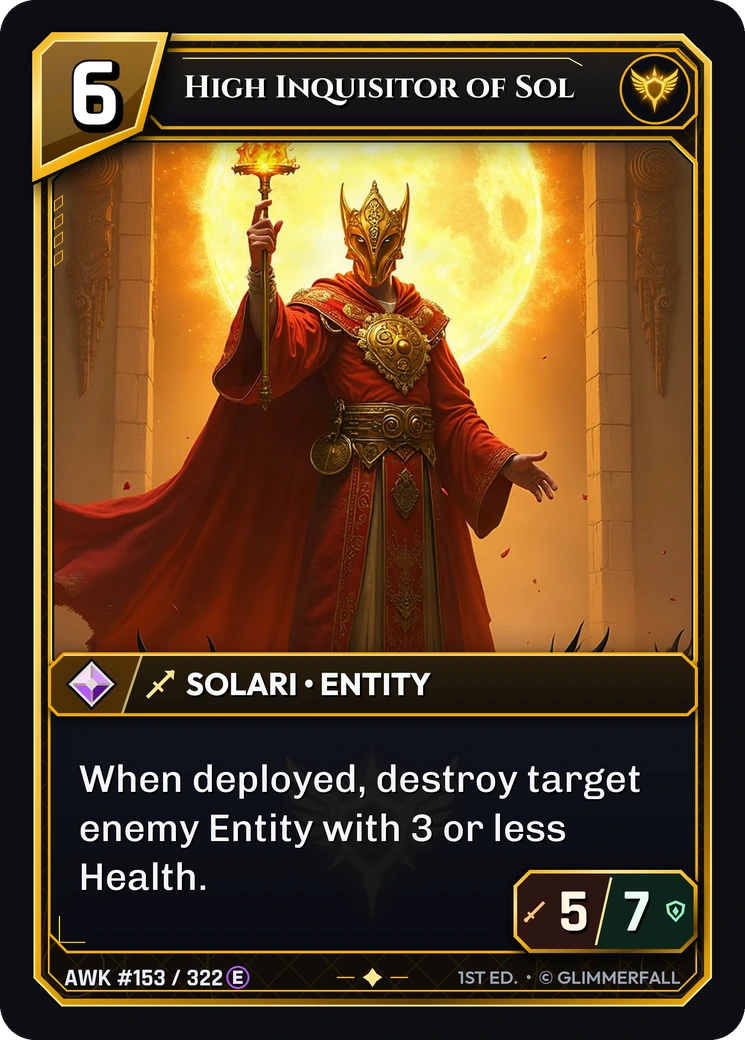 6
HIGH INQUISITOR OF SOL
SOLARI • ENTITY
When deployed, destroy target
enemy Entity with 3 or less
Health.
5 / 7
AWK #153 / 322 E
1ST ED. • © GLIMMERFALL